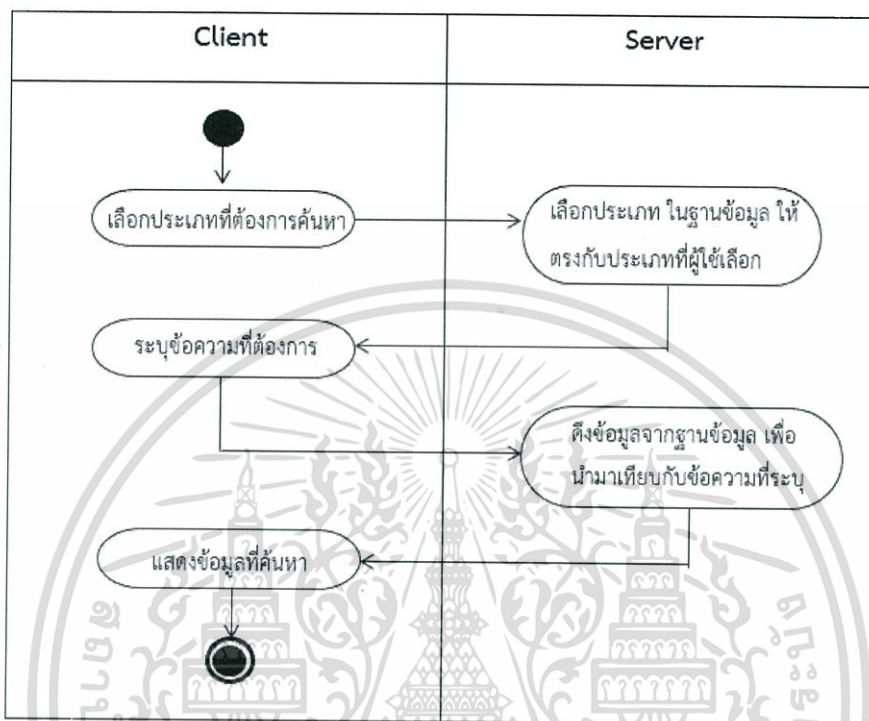 Client
Server
เลือกประเภทที่ต้องการค้นหา
เลือกประเภท ในฐานข้อมูล ให้
ตรงกับประเภทที่ผู้ใช้เลือก
ระบุข้อความที่ต้องการ
ดึงข้อมูลจากฐานข้อมูล เพื่อ
นำมาเทียบกับข้อความที่ระบุ
แสดงข้อมูลที่ค้นหา